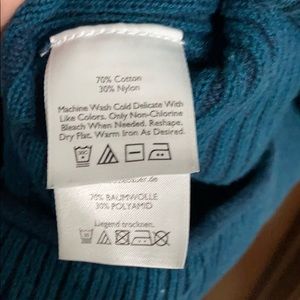 70% Cotton
30% Nylon
Machine Wash Cold Delicate With
Like Colors. Only Non-Chlorine
Bleach When Needed. Reshape.
Dry Flat. Warm Iron As Desired.
70% BAUMWOLLE
30% POLYAMID
Liegend trocknen.